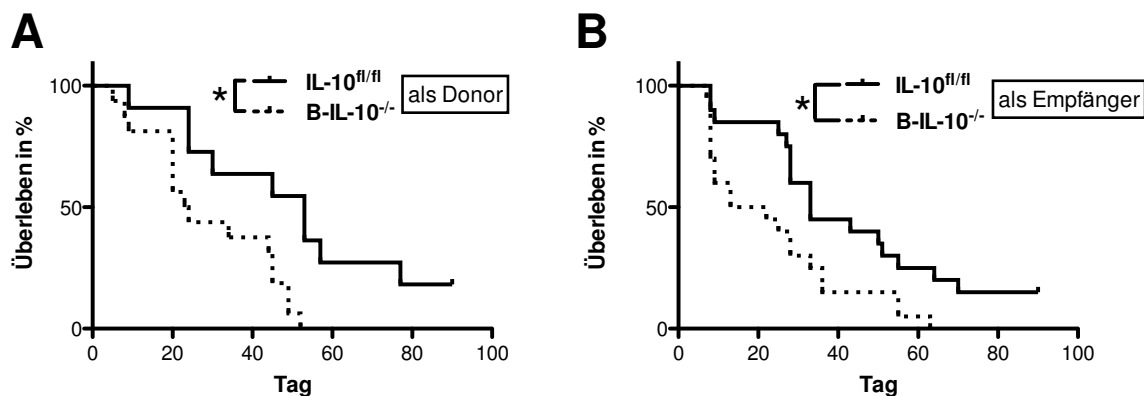 A
IL-10fl/fl
B-IL-10-/-
*
als Donor
Überleben in %
100
50
0
0 20 40 60 80 100
Tag
B
IL-10fl/fl
B-IL-10-/-
*
als Empfänger
Überleben in %
100
50
0
0 20 40 60 80 100
Tag